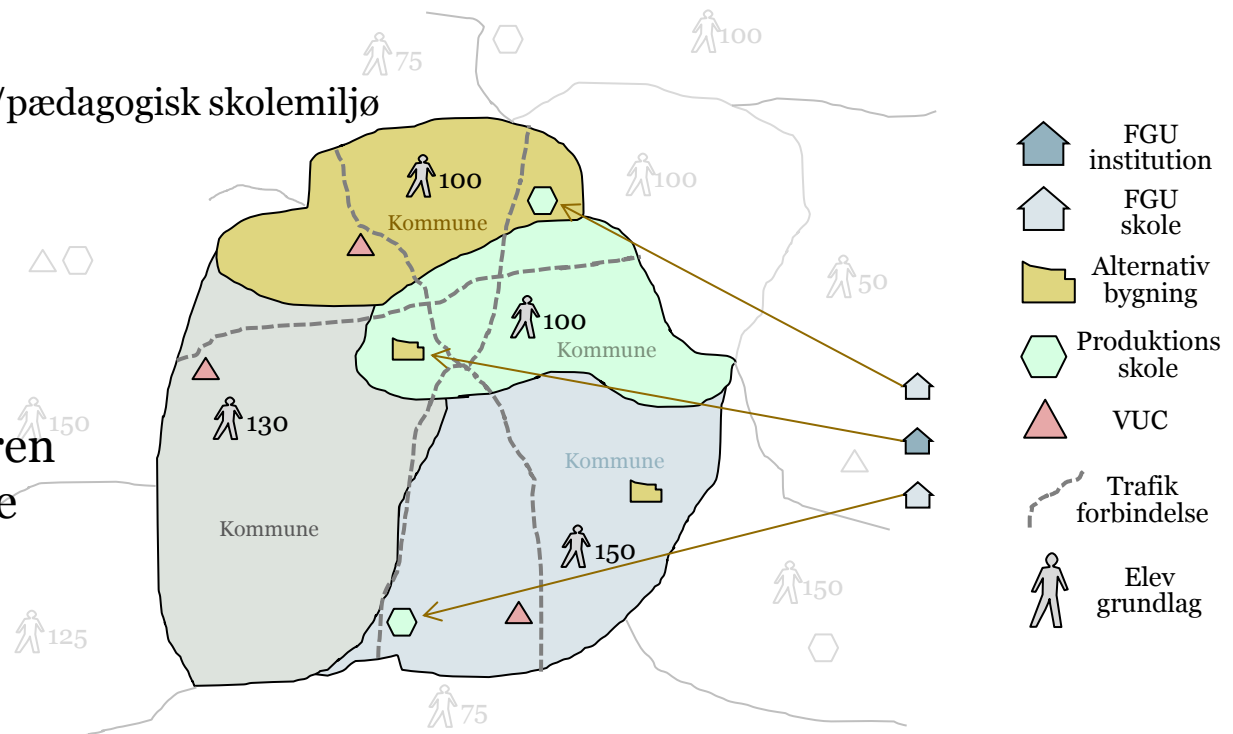 75
100
/pædagogisk skolemiljø
100
Kommune
100
50
100
Kommune
150
130
ren
e
Kommune
Kommune
150
150
125
75
FGU
institution
FGU
skole
Alternativ
bygning
Produktions
skole
VUC
Trafik
forbindelse
Elev
grundlag